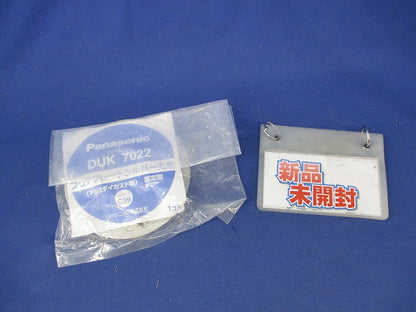 Panasonic
DUK 7022
フロアプレートシルバー
(アルミダイカスト製) 固定型
C39
新品
未開封